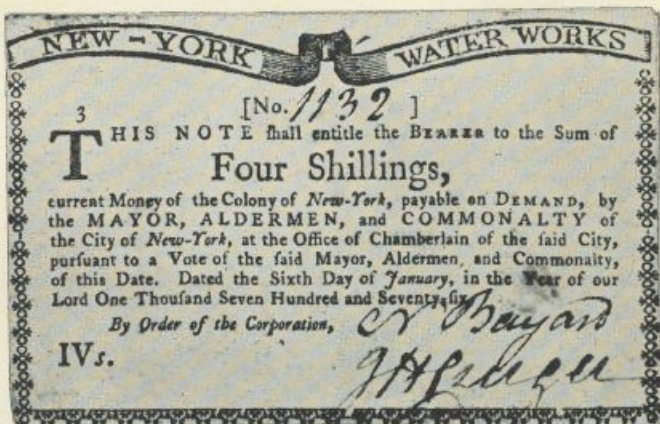 NEW-YORK WATER WORKS
[No. 1132 ]
3
THIS NOTE ſhall entitle the BEARER to the Sum of
Four Shillings,
current Money of the Colony of New-York, payable on DEMAND, by
the MAYOR, ALDERMEN, and COMMONALTY of
the City of New-York, at the Office of Chamberlain of the ſaid City,
purſuant to a Vote of the ſaid Mayor, Aldermen, and Commonalty,
of this Date. Dated the Sixth Day of January, in the Year of our
Lord One Thouſand Seven Hundred and Seventy-ſix.
By Order of the Corporation, N Bayard
IVs. JHCruger